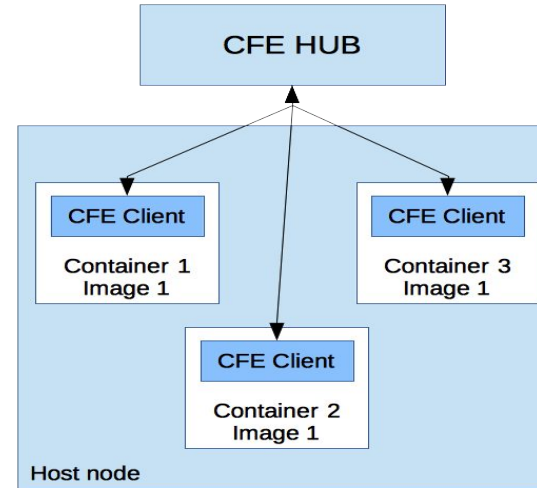 CFE HUB
CFE Client
Container 1
Image 1
CFE Client
Container 3
Image 1
CFE Client
Container 2
Image 1
Host node